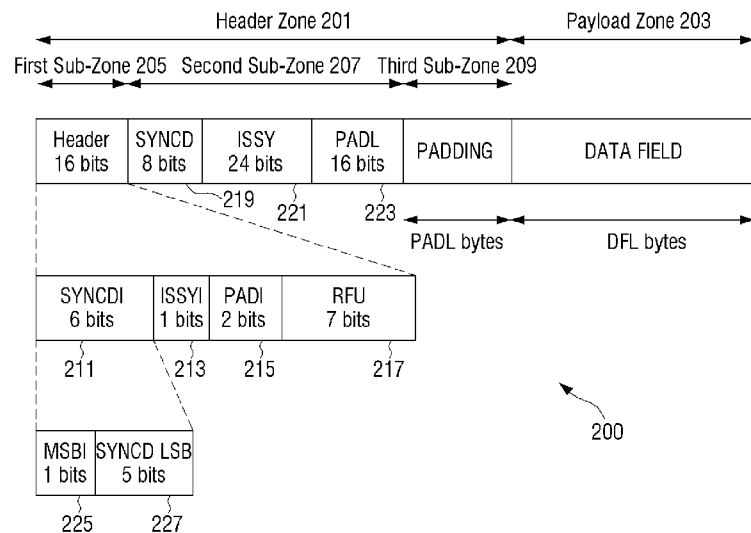 Header Zone 201
Payload Zone 203
First Sub-Zone 205
Second Sub-Zone 207
Third Sub-Zone 209
Header
16 bits
SYNCD
8 bits
ISSY
24 bits
PADL
16 bits
PADDING
DATA FIELD
219
221
223
PADL bytes
DFL bytes
SYNCDI
6 bits
ISSYI
1 bits
PADI
2 bits
RFU
7 bits
211
213
215
217
200
MSBI
1 bits
SYNCD LSB
5 bits
225
227